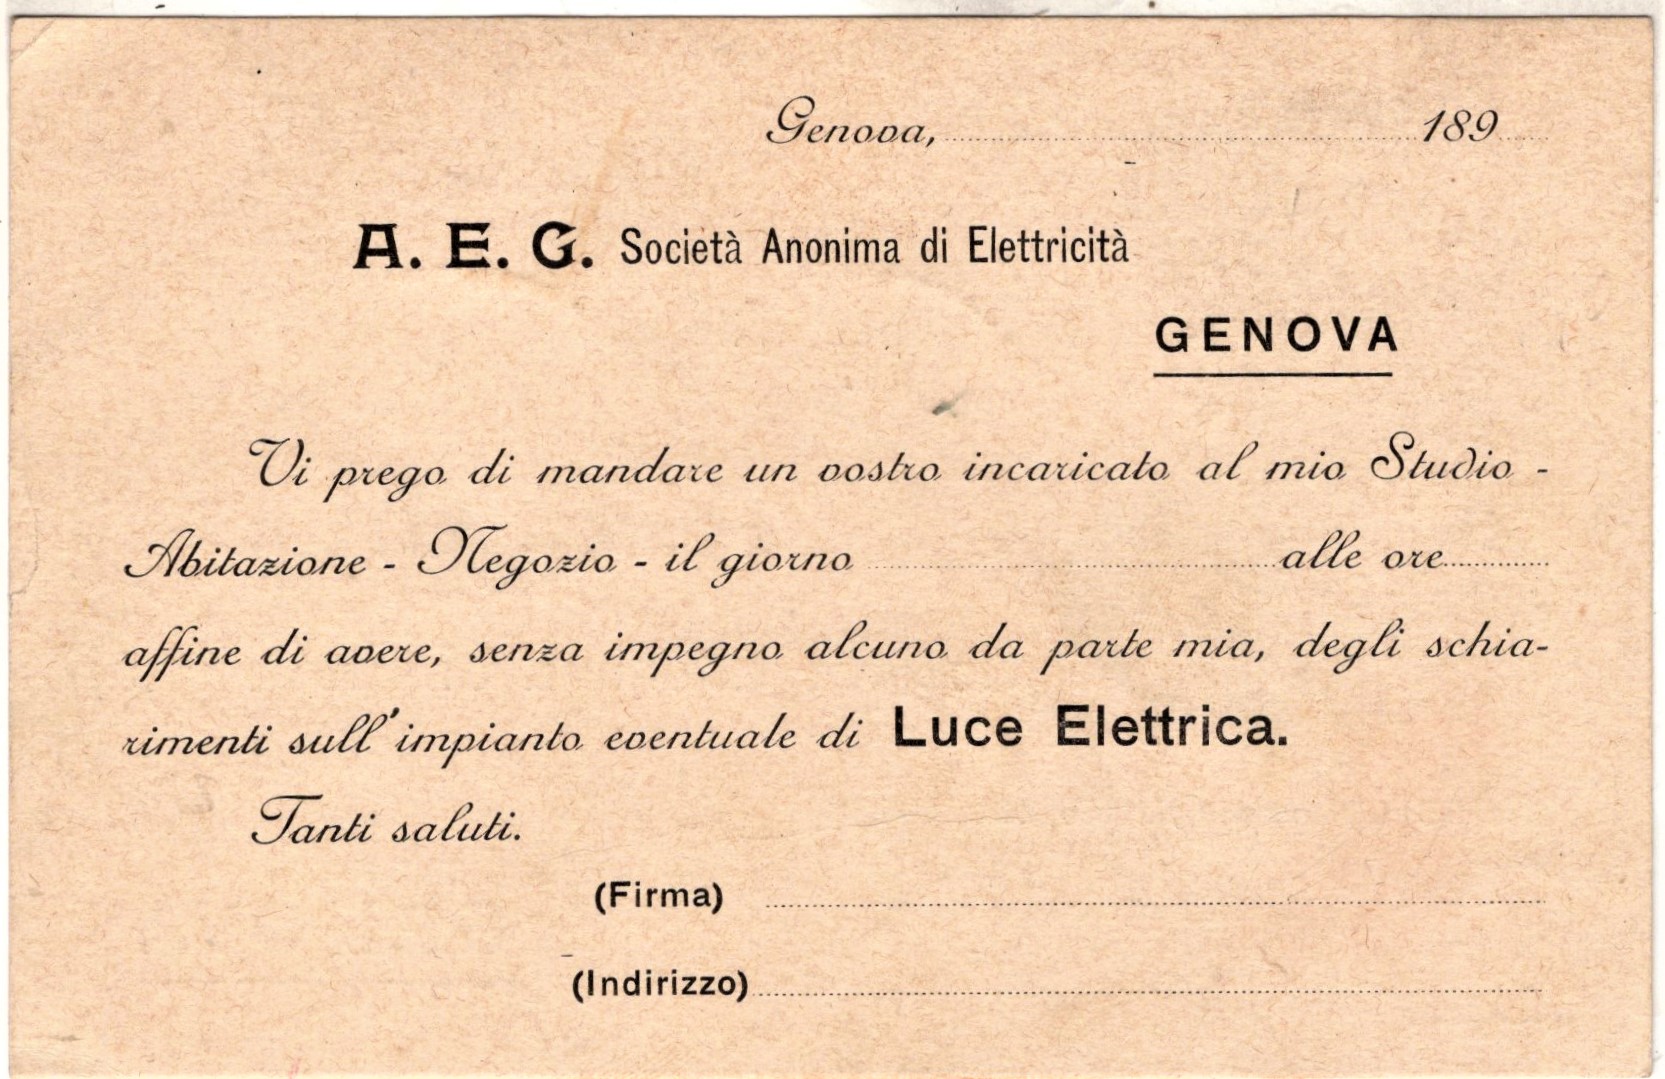 Genova, 189
A. E. G. Società Anonima di Elettricità
GENOVA
Vi prego di mandare un vostro incaricato al mio Studio -
Abitazione - Negozio - il giorno alle ore
affine di avere, senza impegno alcuno da parte mia, degli schia-
rimenti sull'impianto eventuale di Luce Elettrica.
Tanti saluti.
(Firma)
(Indirizzo)